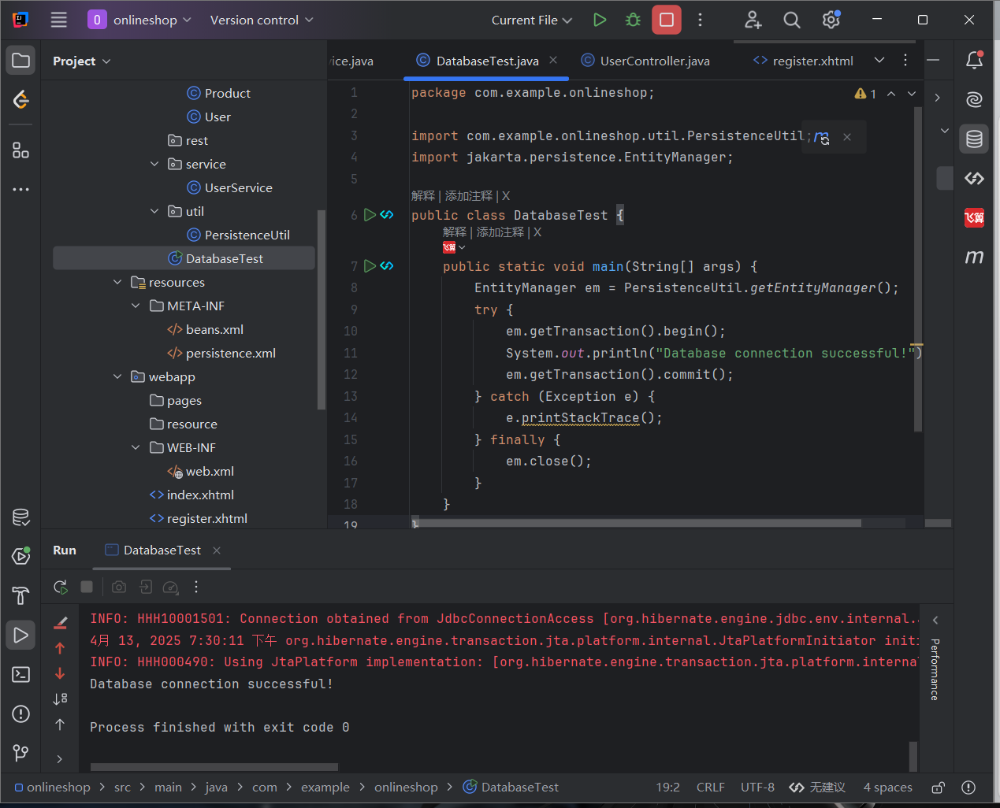 onlineshop
Version control
Current File
Project
ice.java
DatabaseTest.java
UserController.java
register.xhtml
Product
User
rest
service
UserService
util
PersistenceUtil
DatabaseTest
resources
META-INF
beans.xml
persistence.xml
webapp
pages
resource
WEB-INF
web.xml
index.xhtml
register.xhtml
1 package com.example.onlineshop;
1
2
3 import com.example.onlineshop.util.PersistenceUtil;
4 import jakarta.persistence.EntityManager;
5
解释 | 添加注释 | X
6 public class DatabaseTest {
解释 | 添加注释 | X
飞算
7 public static void main(String[] args) {
8 EntityManager em = PersistenceUtil.getEntityManager();
9 try {
10 em.getTransaction().begin();
11 System.out.println("Database connection successful!")
12 em.getTransaction().commit();
13 } catch (Exception e) {
14 e.printStackTrace();
15 } finally {
16 em.close();
17 }
18 }
19 }
飞算
m
Run
DatabaseTest
INFO: HHH10001501: Connection obtained from JdbcConnectionAccess [org.hibernate.engine.jdbc.env.internal.
4月 13, 2025 7:30:11 下午 org.hibernate.engine.transaction.jta.platform.internal.JtaPlatformInitiator initi
INFO: HHH000490: Using JtaPlatform implementation: [org.hibernate.engine.transaction.jta.platform.interna
Database connection successful!
Process finished with exit code 0
Performance
onlineshop > src > main > java > com > example > onlineshop > DatabaseTest
19:2 CRLF UTF-8 无建议 4 spaces